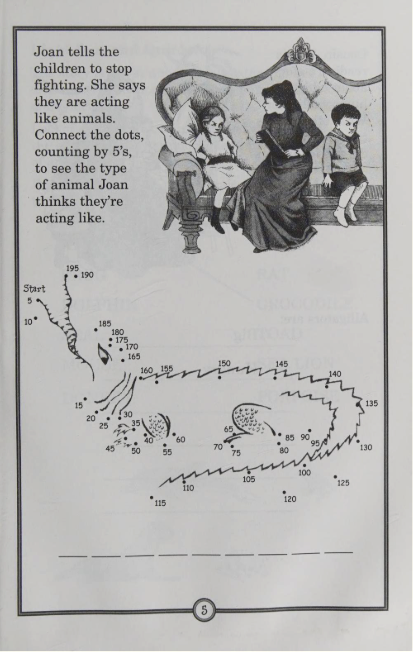 Joan tells the
children to stop
fighting. She says
they are acting
like animals.
Connect the dots,
counting by 5's,
to see the type
of animal Joan
thinks they're
acting like.
195 190
Start
5
10
185
180
175
170
165
160 155 150 145
140
135
15
20
25
30
35
40
45
50
55
60
65
70
75
80
85
90
95
130
100
105
110
125
120
115
5